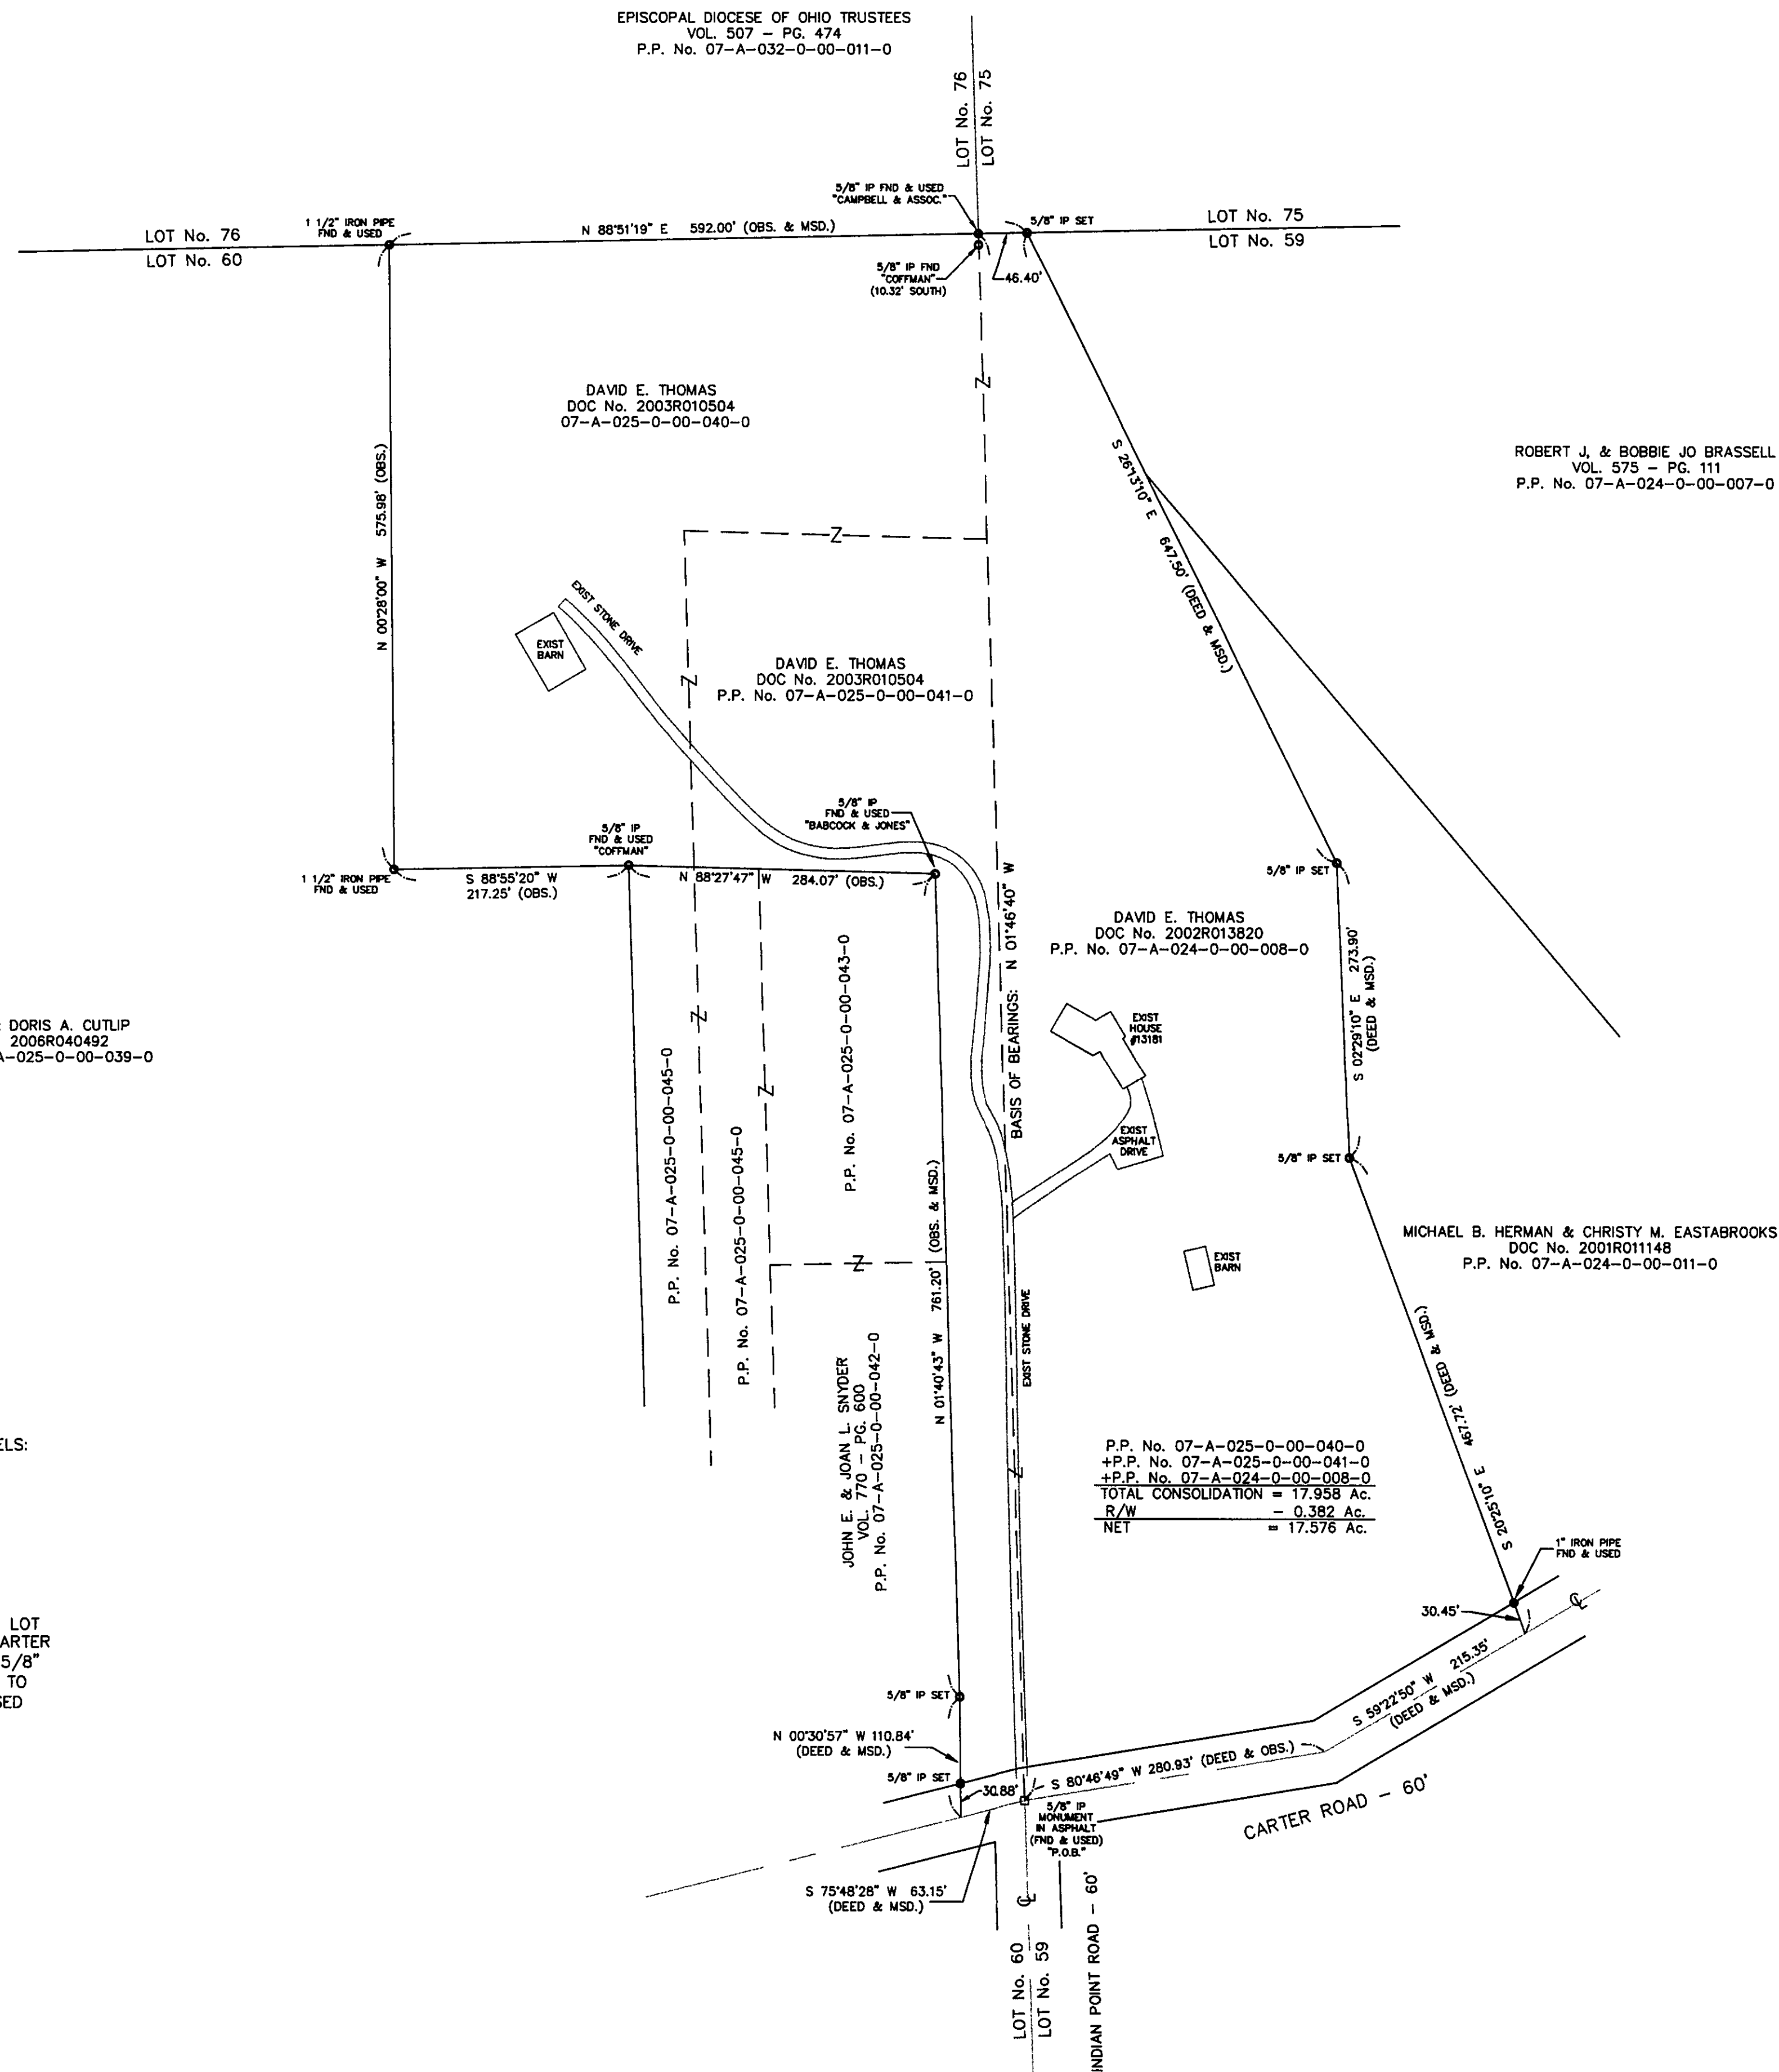 EPISCOPAL DIOCESE OF OHIO TRUSTEES
VOL. 507 - PG. 474
P.P. No. 07-A-032-0-00-011-0
LOT No. 76
LOT No. 75
5/8" IP FND & USED
"CAMPBELL & ASSOC."
1 1/2" IRON PIPE
FND & USED
N 88°51'19" E 592.00' (OBS. & MSD.)
5/8" IP SET
LOT No. 76
LOT No. 60
LOT No. 75
LOT No. 59
5/8" IP FND
"COFFMAN"
(10.32' SOUTH)
46.40'
DAVID E. THOMAS
DOC No. 2003R010504
07-A-025-0-00-040-0
N 00°28'00" W 575.98' (OBS.)
S 26°13'10" E 647.50' (DEED & MSD.)
ROBERT J, & BOBBIE JO BRASSELL
VOL. 575 - PG. 111
P.P. No. 07-A-024-0-00-007-0
EXIST STONE DRIVE
EXIST
BARN
DAVID E. THOMAS
DOC No. 2003R010504
P.P. No. 07-A-025-0-00-041-0
5/8" IP
FND & USED
"BABCOCK & JONES"
5/8" IP
FND & USED
"COFFMAN"
1 1/2" IRON PIPE
FND & USED
S 88°55'20" W
217.25' (OBS.)
N 88°27'47" W 284.07' (OBS.)
5/8" IP SET
BASIS OF BEARINGS: N 01°46'40" W
DAVID E. THOMAS
DOC No. 2002R013820
P.P. No. 07-A-024-0-00-008-0
S 02°29'10" E 273.90'
(DEED & MSD.)
DORIS A. CUTLIP
2006R040492
A-025-0-00-039-0
P.P. No. 07-A-025-0-00-045-0
P.P. No. 07-A-025-0-00-045-0
P.P. No. 07-A-025-0-00-043-0
EXIST
HOUSE
#13181
EXIST
ASPHALT
DRIVE
5/8" IP SET
N 01°40'43" W 761.20' (OBS. & MSD.)
EXIST
BARN
MICHAEL B. HERMAN & CHRISTY M. EASTABROOKS
DOC No. 2001R011148
P.P. No. 07-A-024-0-00-011-0
EXIST STONE DRIVE
JOHN E. & JOAN L. SNYDER
VOL. 770 - PG. 600
P.P. No. 07-A-025-0-00-042-0
S 20°25'10" E 467.72' (DEED & MSD.)
ELS:
P.P. No. 07-A-025-0-00-040-0
+P.P. No. 07-A-025-0-00-041-0
+P.P. No. 07-A-024-0-00-008-0
TOTAL CONSOLIDATION = 17.958 Ac.
R/W - 0.382 Ac.
NET = 17.576 Ac.
1" IRON PIPE
FND & USED
30.45'
LOT
ARTER
5/8"
TO
SED
5/8" IP SET
N 00°30'57" W 110.84'
(DEED & MSD.)
5/8" IP SET
30.88'
S 80°46'49" W 280.93' (DEED & OBS.)
S 59°22'50" W 215.35'
(DEED & MSD.)
5/8" IP
MONUMENT
IN ASPHALT
(FND & USED)
"P.O.B."
CARTER ROAD - 60'
S 75°48'28" W 63.15'
(DEED & MSD.)
LOT No. 60
LOT No. 59
INDIAN POINT ROAD - 60'